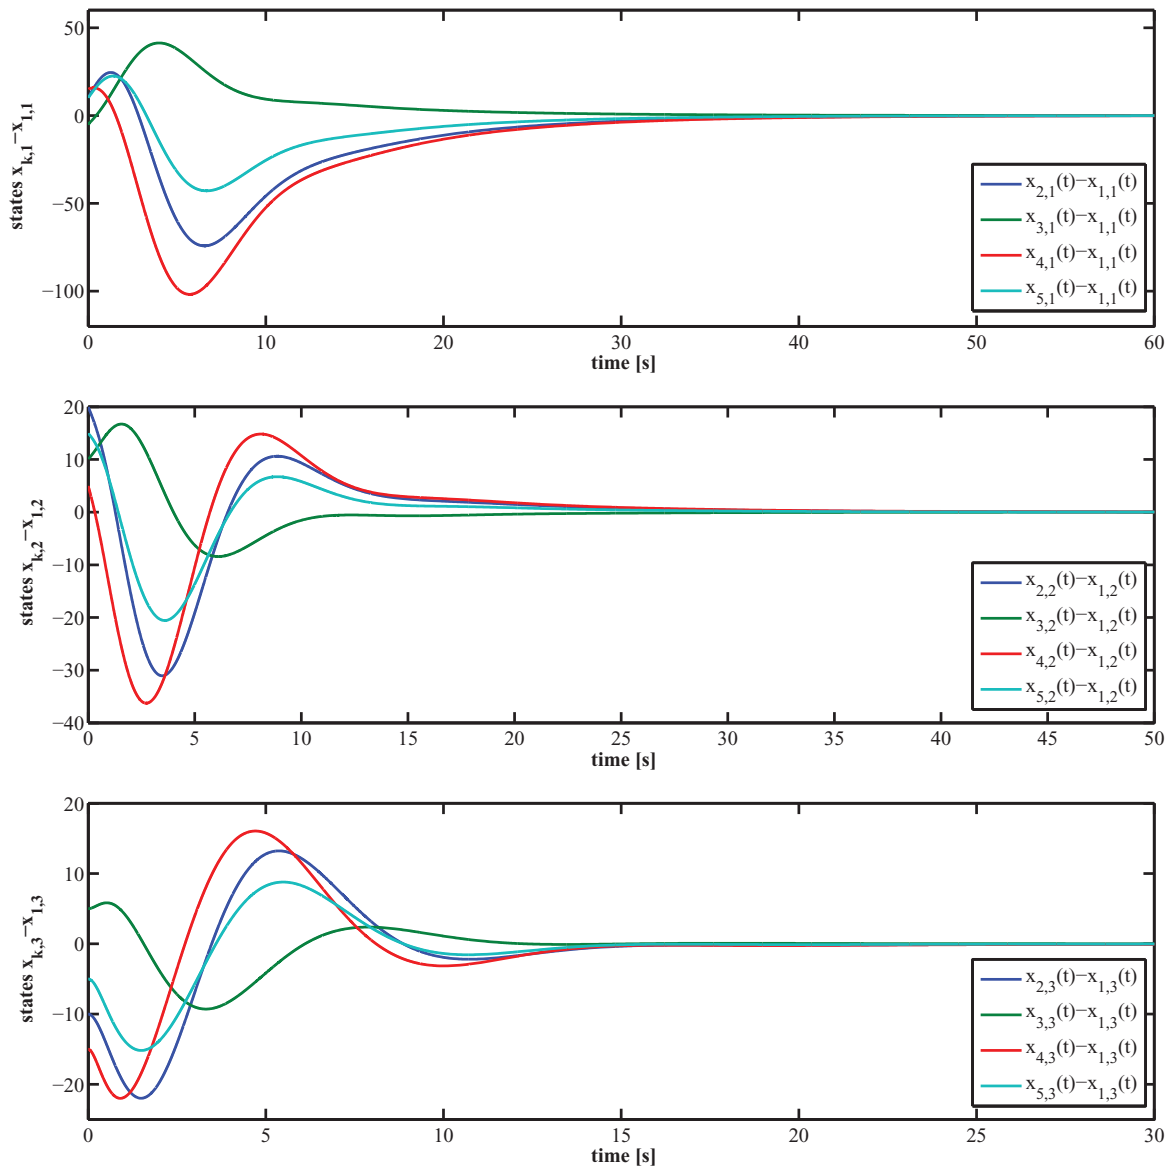 50
0
−50
−100
states x_{k,1}−x_{1,1}
x_{2,1}(t)−x_{1,1}(t)
x_{3,1}(t)−x_{1,1}(t)
x_{4,1}(t)−x_{1,1}(t)
x_{5,1}(t)−x_{1,1}(t)
0 10 20 30 40 50 60
time [s]
20
10
0
−10
−20
−30
−40
states x_{k,2}−x_{1,2}
x_{2,2}(t)−x_{1,2}(t)
x_{3,2}(t)−x_{1,2}(t)
x_{4,2}(t)−x_{1,2}(t)
x_{5,2}(t)−x_{1,2}(t)
0 5 10 15 20 25 30 35 40 45 50
time [s]
20
10
0
−10
−20
states x_{k,3}−x_{1,3}
x_{2,3}(t)−x_{1,3}(t)
x_{3,3}(t)−x_{1,3}(t)
x_{4,3}(t)−x_{1,3}(t)
x_{5,3}(t)−x_{1,3}(t)
0 5 10 15 20 25 30
time [s]